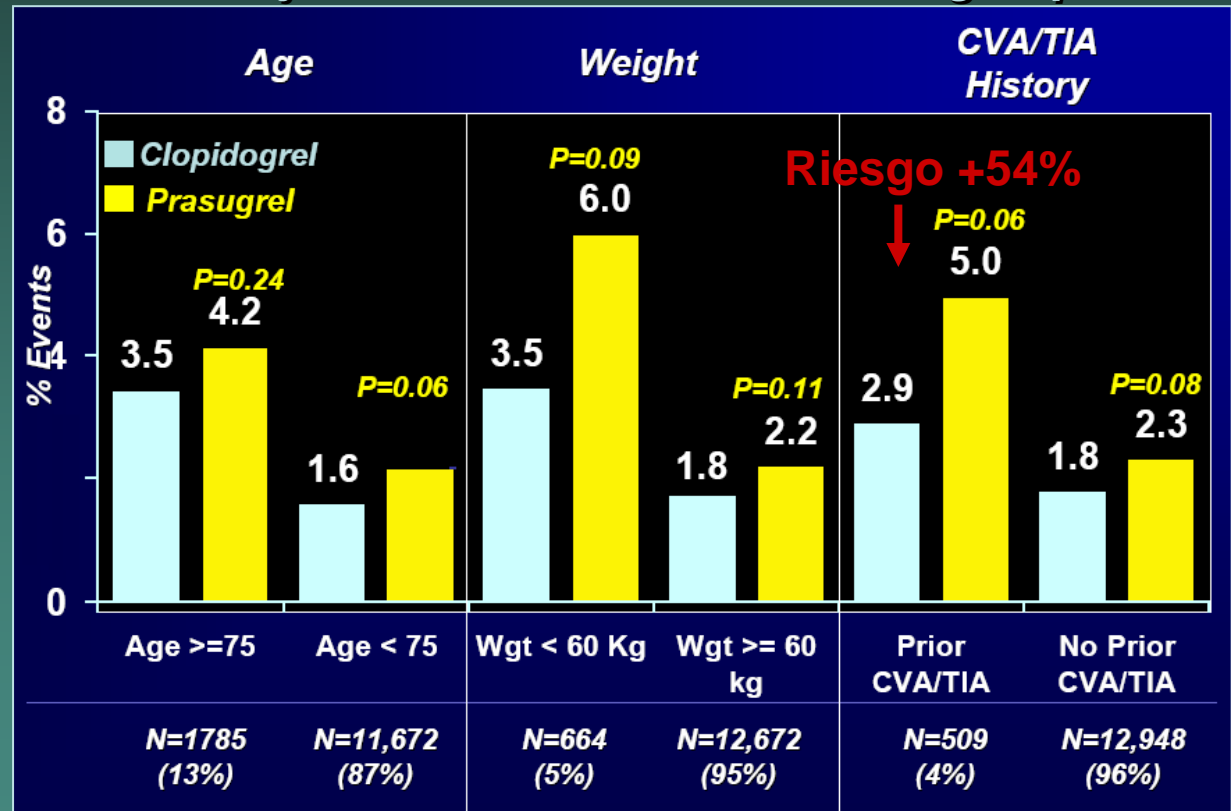 Age
Weight
CVA/TIA
History
8
6
4
0
% Events
Clopidogrel
Prasugrel
Riesgo +54%
P=0.24
4.2
3.5
P=0.06
1.6
P=0.09
6.0
3.5
P=0.11
2.2
1.8
P=0.06
5.0
2.9
P=0.08
2.3
1.8
Age >=75
Age < 75
Wgt < 60 Kg
Wgt >= 60
kg
Prior
CVA/TIA
No Prior
CVA/TIA
N=1785
(13%)
N=11,672
(87%)
N=664
(5%)
N=12,672
(95%)
N=509
(4%)
N=12,948
(96%)